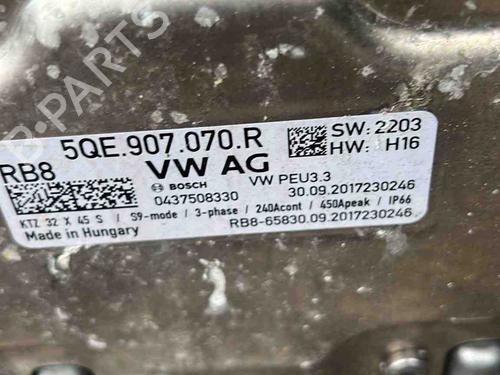 5QE.907.070.R
SW: 2203
HW: H16
RB8
VW AG
BOSCH
VW PEU3.3
0437508330
30.09.2017230246
KTZ 32 X 45 S / S9-mode / 3-phase / 240Acont / 450Apeak / IP66
Made in Hungary
RB8-65830.09.2017230246